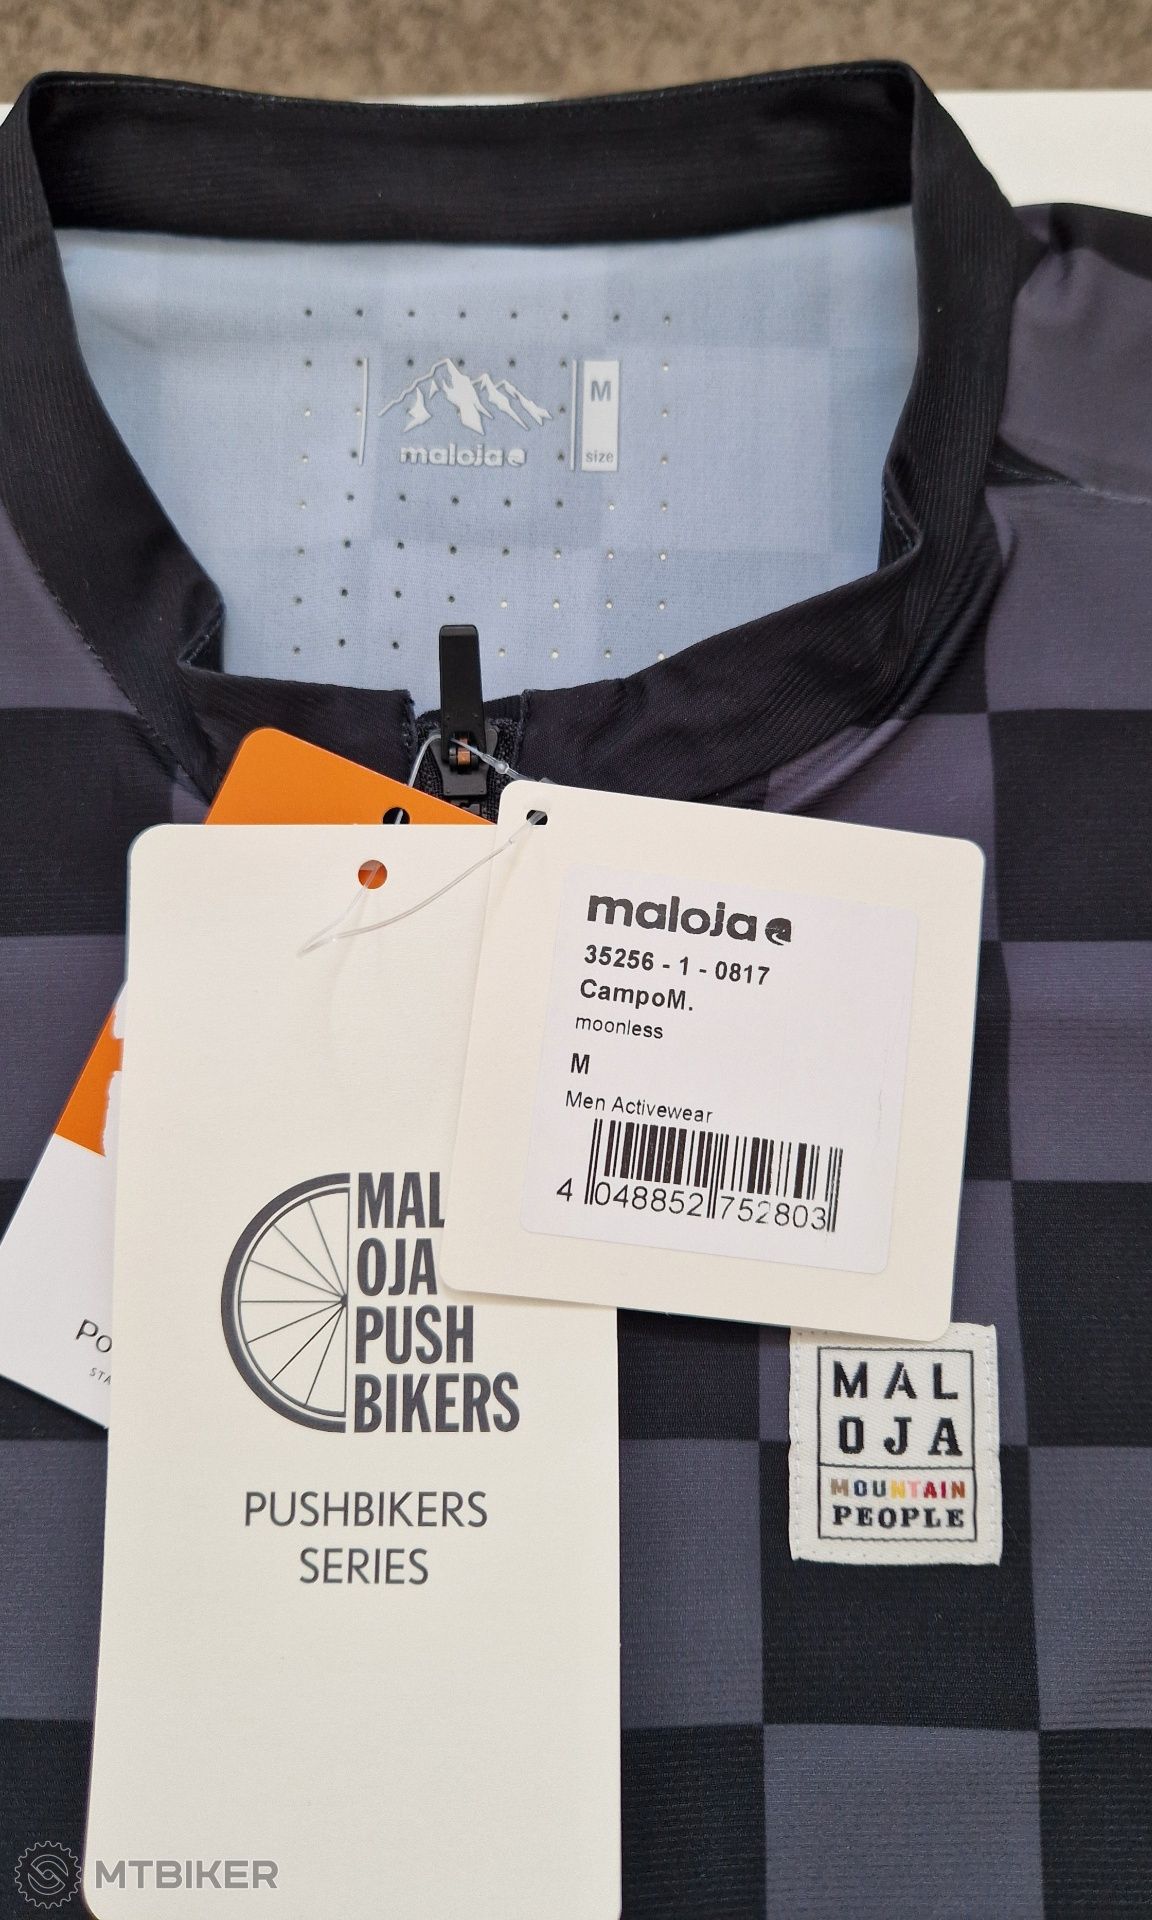 maloja
M
size
maloja
35256 - 1 - 0817
CampoM.
moonless
M
Men Activewear
4 048852 752803
MAL
OJA
PUSH
BIKERS
PUSHBIKERS
SERIES
MAL
OJA
MOUNTAIN
PEOPLE
MTBIKER